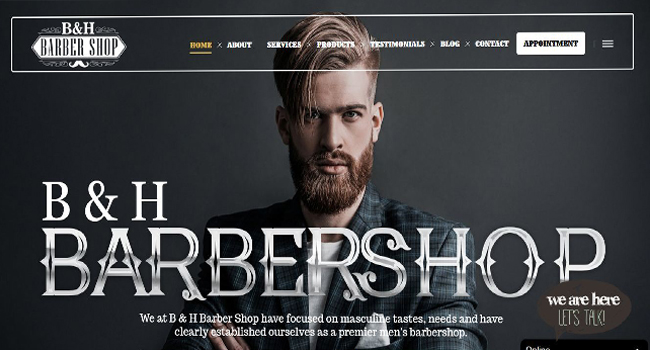 B&H
BARBER SHOP
HOME × ABOUT SERVICES × PRODUCTS × TESTIMONIALS × BLOG × CONTACT
APPOINTMENT
B & H
BARBERSHOP
We at B & H Barber Shop have focused on masculine tastes, needs and have
clearly established ourselves as a premier men's barbershop.
we are here
LET'S TALK!
Online